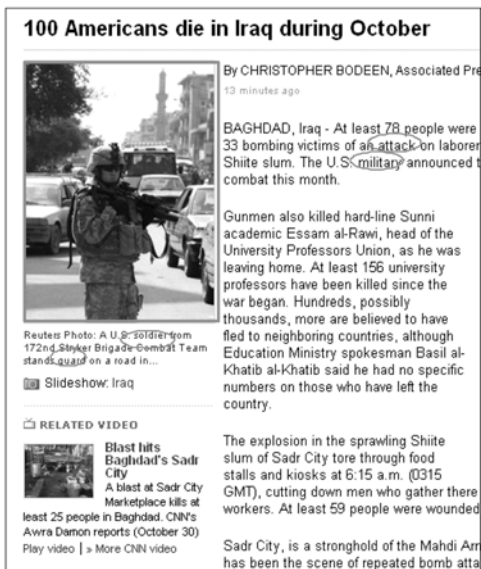 100 Americans die in Iraq during October
By CHRISTOPHER BODEEN, Associated Pre
13 minutes ago
BAGHDAD, Iraq - At least 78 people were
33 bombing victims of an attack on laborer
Shiite slum. The U.S. military announced t
combat this month.
Gunmen also killed hard-line Sunni
academic Essam al-Rawi, head of the
University Professors Union, as he was
leaving home. At least 156 university
professors have been killed since the
war began. Hundreds, possibly
thousands, more are believed to have
fled to neighboring countries, although
Education Ministry spokesman Basil al-
Khatib al-Khatib said he had no specific
numbers on those who have left the
country.
The explosion in the sprawling Shiite
slum of Sadr City tore through food
stalls and kiosks at 6:15 a.m. (0315
GMT), cutting down men who gather there
workers. At least 59 people were wounded
Sadr City, is a stronghold of the Mahdi Arm
has been the scene of repeated bomb atta
Reuters Photo: A U.S. soldier from
172nd Stryker Brigade Combat Team
stands guard on a road in...
Slideshow: Iraq
RELATED VIDEO
Blast hits
Baghdad's Sadr
City
A blast at Sadr City
Marketplace kills at
least 25 people in Baghdad. CNN's
Awra Damon reports (October 30)
Play video | » More CNN video